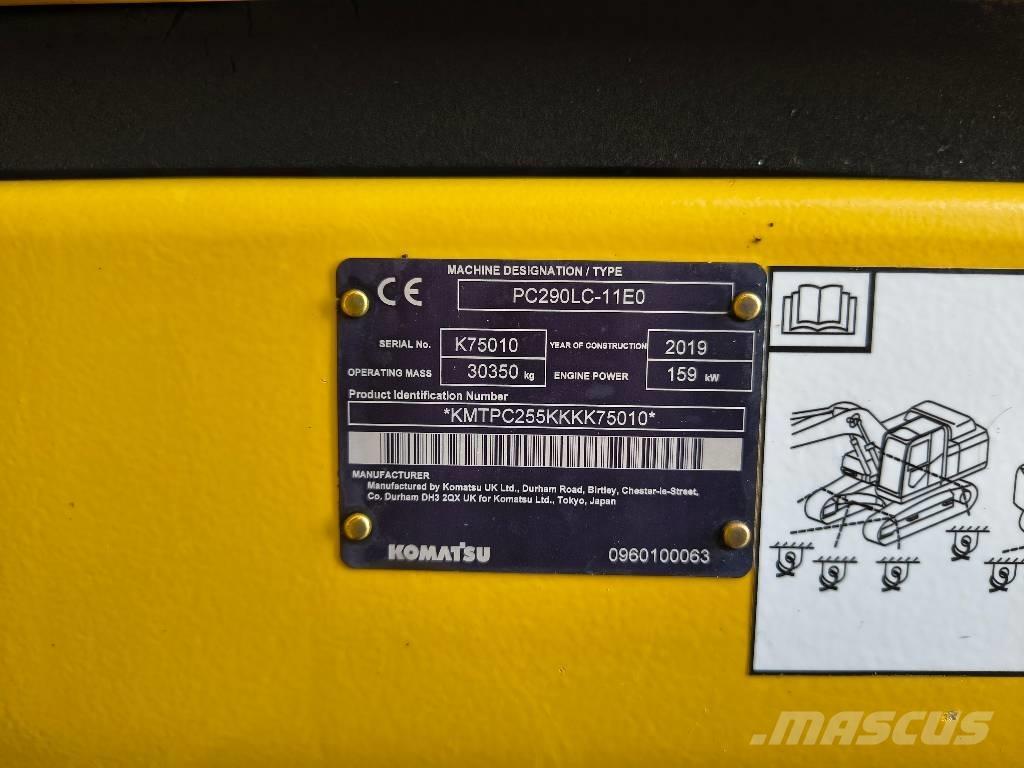 MACHINE DESIGNATION / TYPE
CE PC290LC-11E0
SERIAL No. K75010 YEAR OF CONSTRUCTION 2019
OPERATING MASS 30350 kg ENGINE POWER 159 kW
Product Identification Number
*KMTPC255KKKK75010*
MANUFACTURER
Manufactured by Komatsu UK Ltd., Durham Road, Birtley, Chester-le-Street,
Co. Durham DH3 2QX UK for Komatsu Ltd., Tokyo, Japan
KOMATSU 0960100063
MASCUS